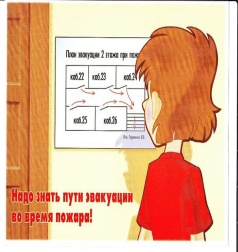 План эвакуации 2 этажа при пожа
каб.22 каб.23 каб.24
каб.25 каб.26
Надо знать пути эвакуации
во время пожара!